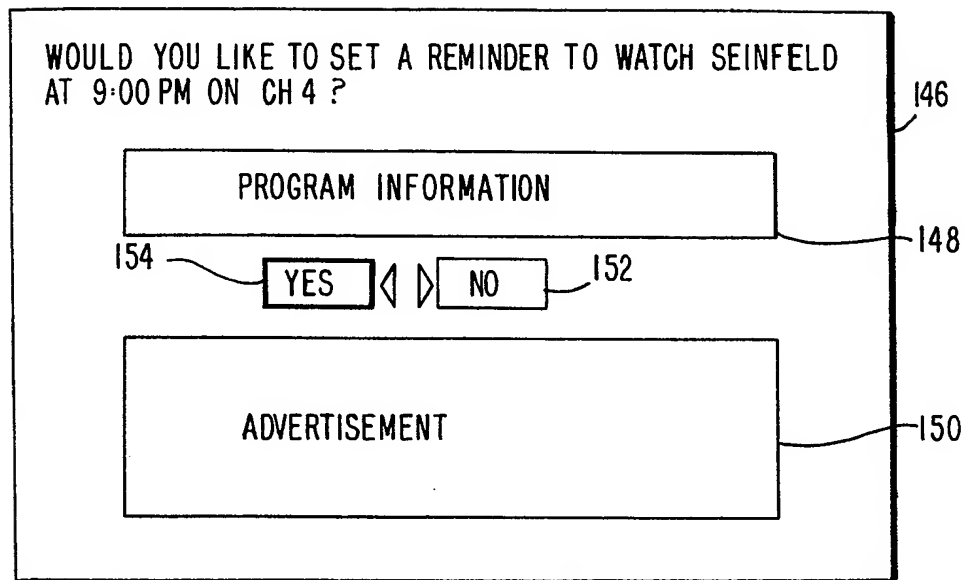 WOULD YOU LIKE TO SET A REMINDER TO WATCH SEINFELD
AT 9:00 PM ON CH 4 ?
146
PROGRAM INFORMATION
148
154
YES
NO
152
ADVERTISEMENT
150